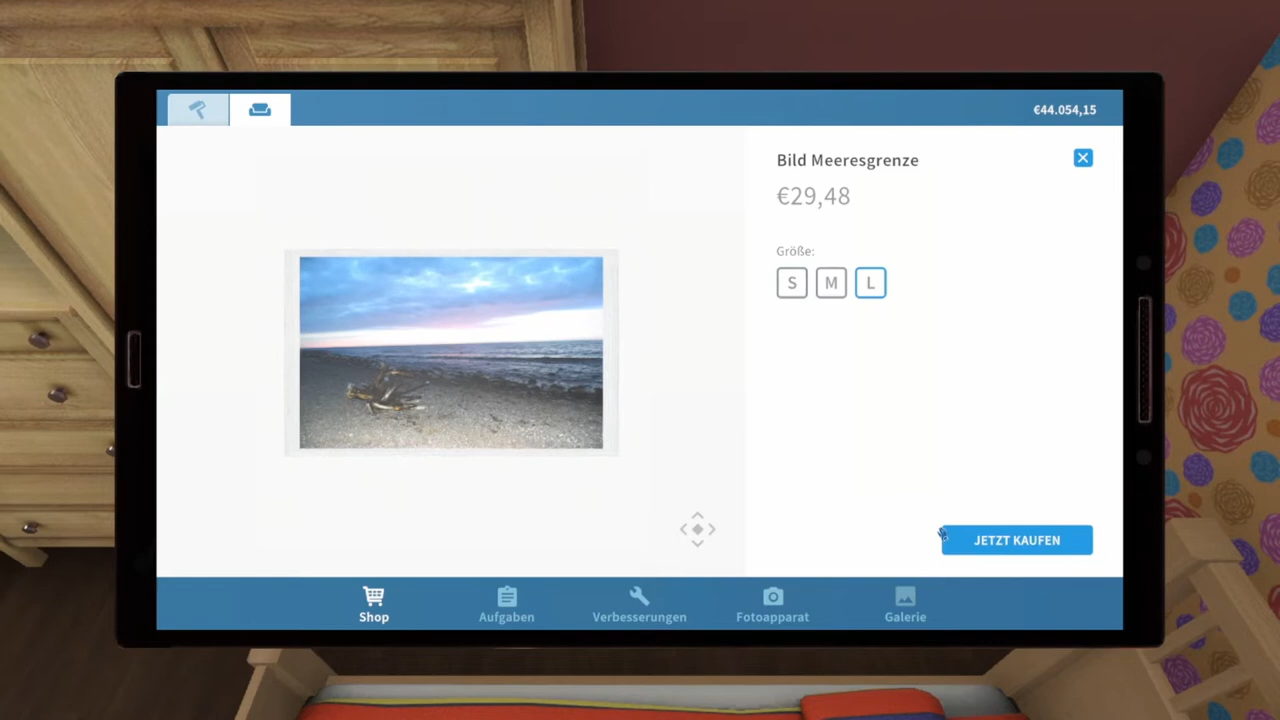 €44.054,15
Bild Meeresgrenze
€29,48
Größe:
S M L
JETZT KAUFEN
Shop Aufgaben Verbesserungen Fotoapparat Galerie